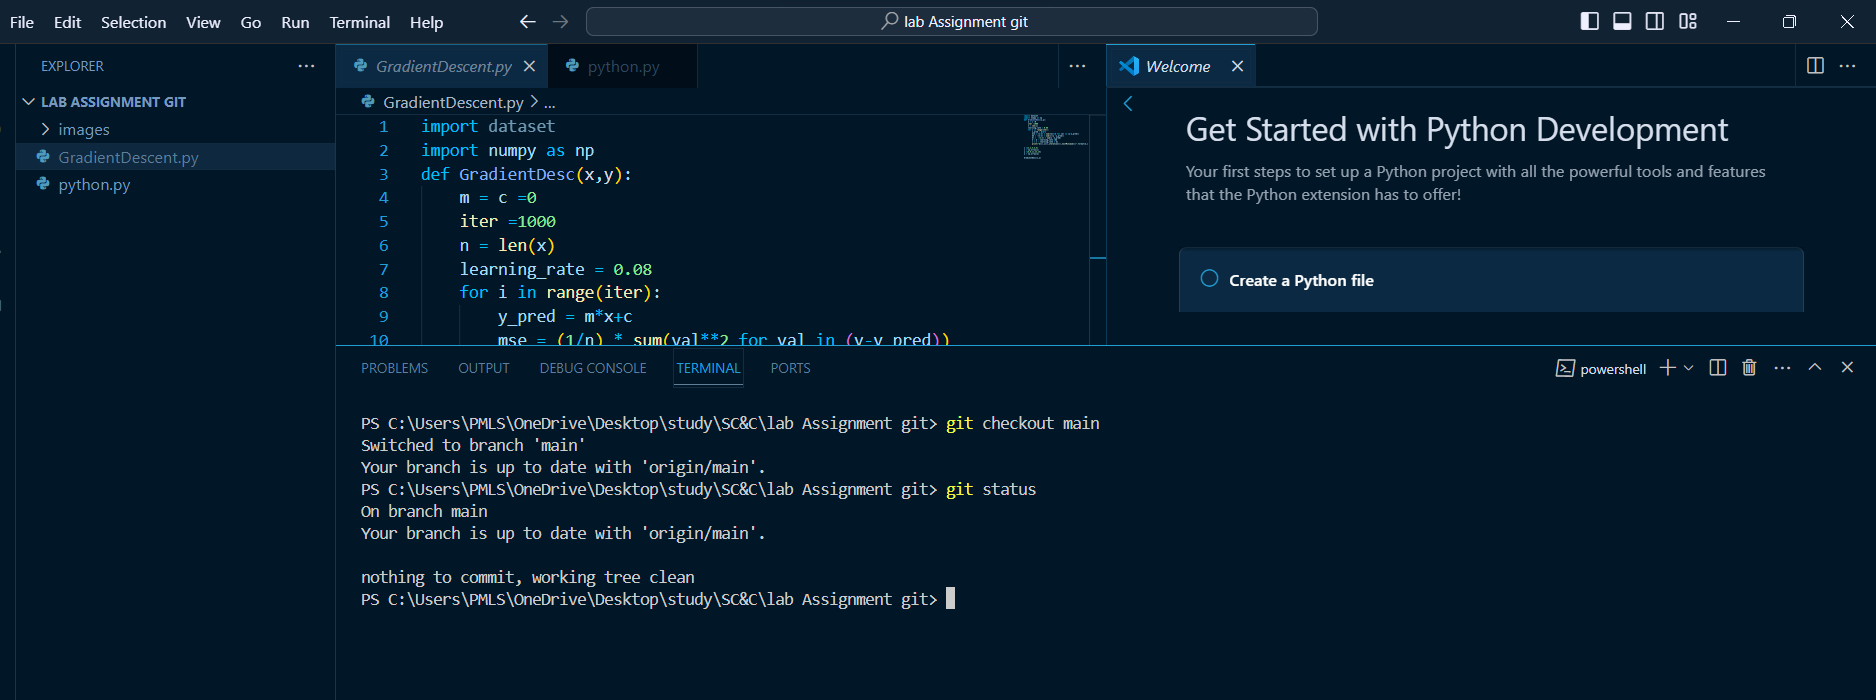 File Edit Selection View Go Run Terminal Help
lab Assignment git
EXPLORER
LAB ASSIGNMENT GIT
images
GradientDescent.py
python.py
GradientDescent.py
python.py
GradientDescent.py > ...
1 import dataset
2 import numpy as np
3 def GradientDesc(x,y):
4 m = c =0
5 iter =1000
6 n = len(x)
7 learning_rate = 0.08
8 for i in range(iter):
9 y_pred = m*x+c
10 mse = (1/n) * sum(val**2 for val in (y-y_pred))
Welcome
Get Started with Python Development
Your first steps to set up a Python project with all the powerful tools and features
that the Python extension has to offer!
Create a Python file
PROBLEMS OUTPUT DEBUG CONSOLE TERMINAL PORTS
powershell
PS C:\Users\PMLS\OneDrive\Desktop\study\SC&C\lab Assignment git> git checkout main
Switched to branch 'main'
Your branch is up to date with 'origin/main'.
PS C:\Users\PMLS\OneDrive\Desktop\study\SC&C\lab Assignment git> git status
On branch main
Your branch is up to date with 'origin/main'.
nothing to commit, working tree clean
PS C:\Users\PMLS\OneDrive\Desktop\study\SC&C\lab Assignment git>